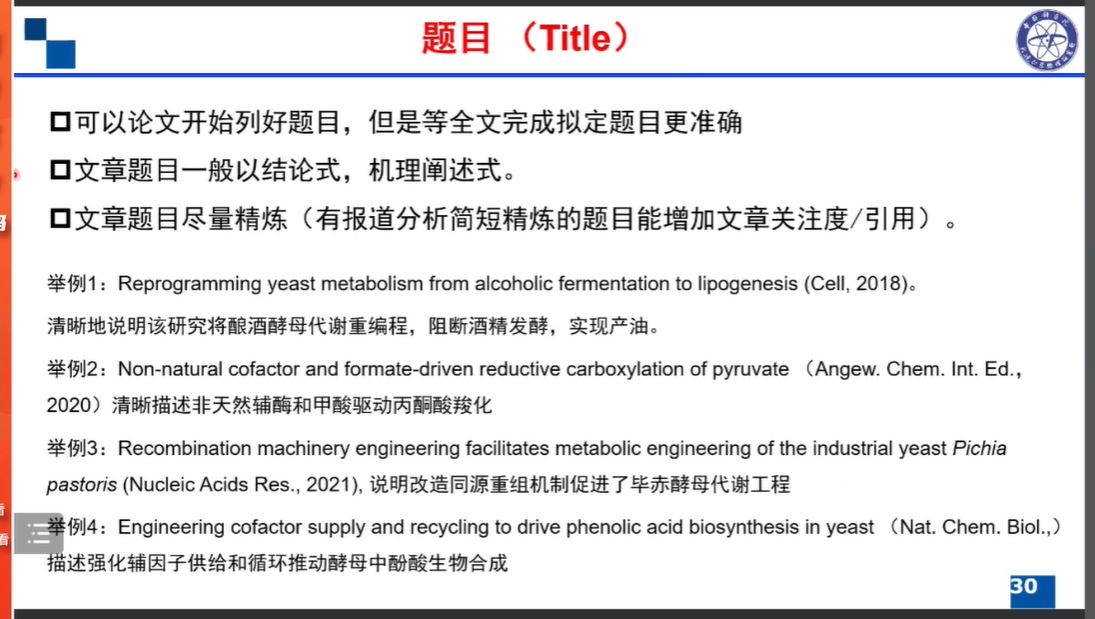 题目 （Title）
可以论文开始列好题目，但是等全文完成拟定题目更准确
文章题目一般以结论式，机理阐述式。
文章题目尽量精炼（有报道分析简短精炼的题目能增加文章关注度/引用）。
举例1：Reprogramming yeast metabolism from alcoholic fermentation to lipogenesis (Cell, 2018)。
清晰地说明该研究将酿酒酵母代谢重编程，阻断酒精发酵，实现产油。
举例2：Non-natural cofactor and formate-driven reductive carboxylation of pyruvate （Angew. Chem. Int. Ed.，
2020）清晰描述非天然辅酶和甲酸驱动丙酮酸羧化
举例3：Recombination machinery engineering facilitates metabolic engineering of the industrial yeast Pichia
pastoris (Nucleic Acids Res., 2021), 说明改造同源重组机制促进了毕赤酵母代谢工程
举例4：Engineering cofactor supply and recycling to drive phenolic acid biosynthesis in yeast （Nat. Chem. Biol.,）
描述强化辅因子供给和循环推动酵母中酚酸生物合成
30